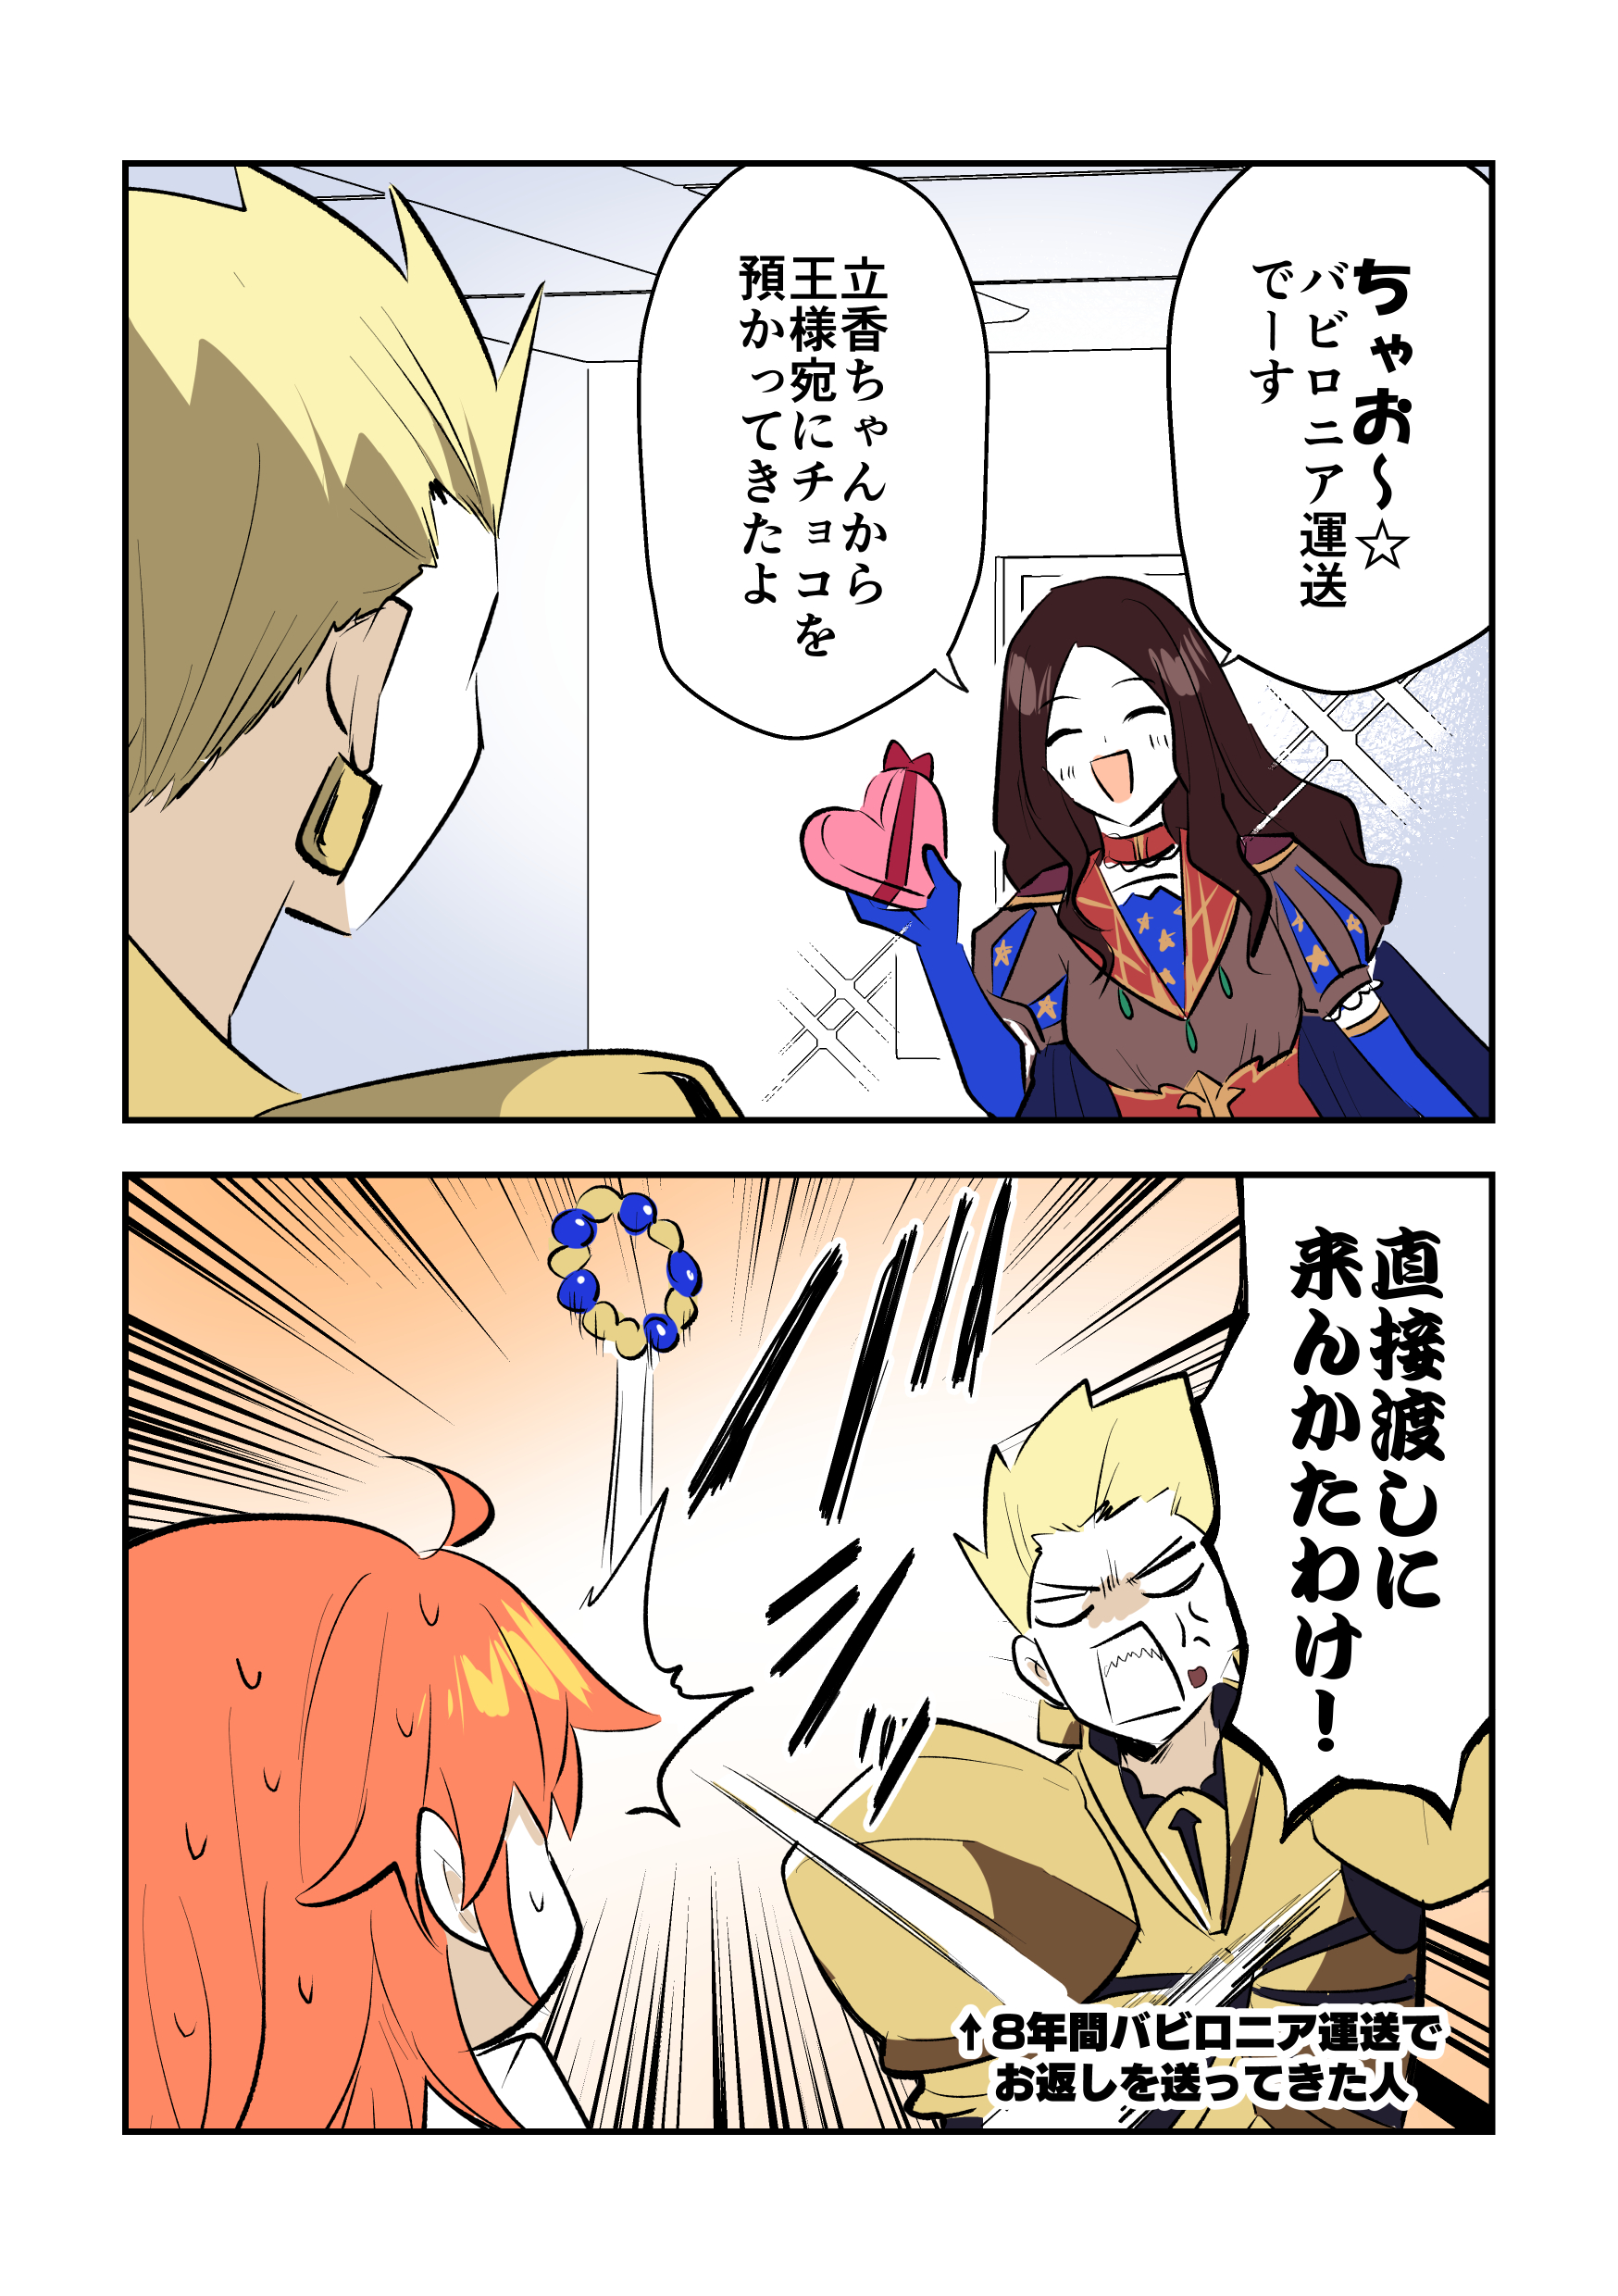 ちゃお～☆
バビロニア運送
でーす
立香ちゃんから
王様宛にチョコを
預かってきたよ
直接渡しに
来んかたわけ！
↑8年間バビロニア運送で
お返しを送ってきた人